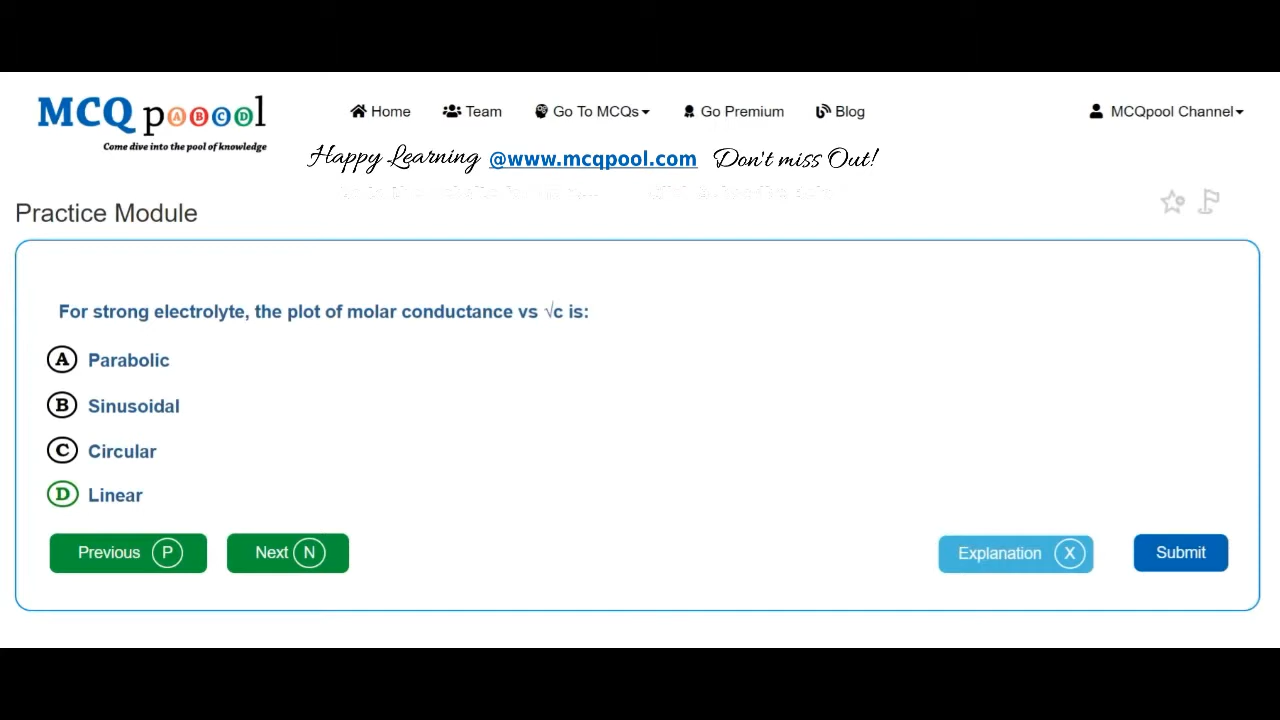 MCQ pooool
Come dive into the pool of knowledge
Home Team Go To MCQs Go Premium Blog MCQpool Channel
Happy Learning @www.mcqpool.com Don't miss Out!
Practice Module
For strong electrolyte, the plot of molar conductance vs √c is:
A Parabolic
B Sinusoidal
C Circular
D Linear
Previous P Next N Explanation X Submit